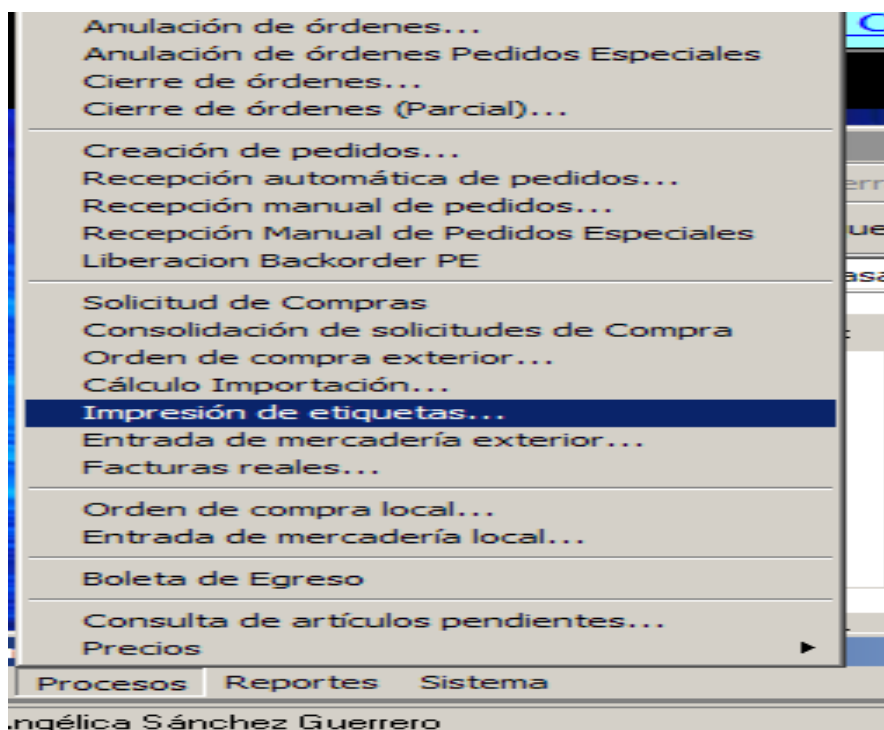 Anulación de órdenes...
Anulación de órdenes Pedidos Especiales
Cierre de órdenes...
Cierre de órdenes (Parcial)...
Creación de pedidos...
Recepción automática de pedidos...
Recepción manual de pedidos...
Recepción Manual de Pedidos Especiales
Liberacion Backorder PE
Solicitud de Compras
Consolidación de solicitudes de Compra
Orden de compra exterior...
Cálculo Importación...
Impresión de etiquetas...
Entrada de mercadería exterior...
Facturas reales...
Orden de compra local...
Entrada de mercadería local...
Boleta de Egreso
Consulta de artículos pendientes...
Precios
Procesos Reportes Sistema
ngélica Sánchez Guerrero